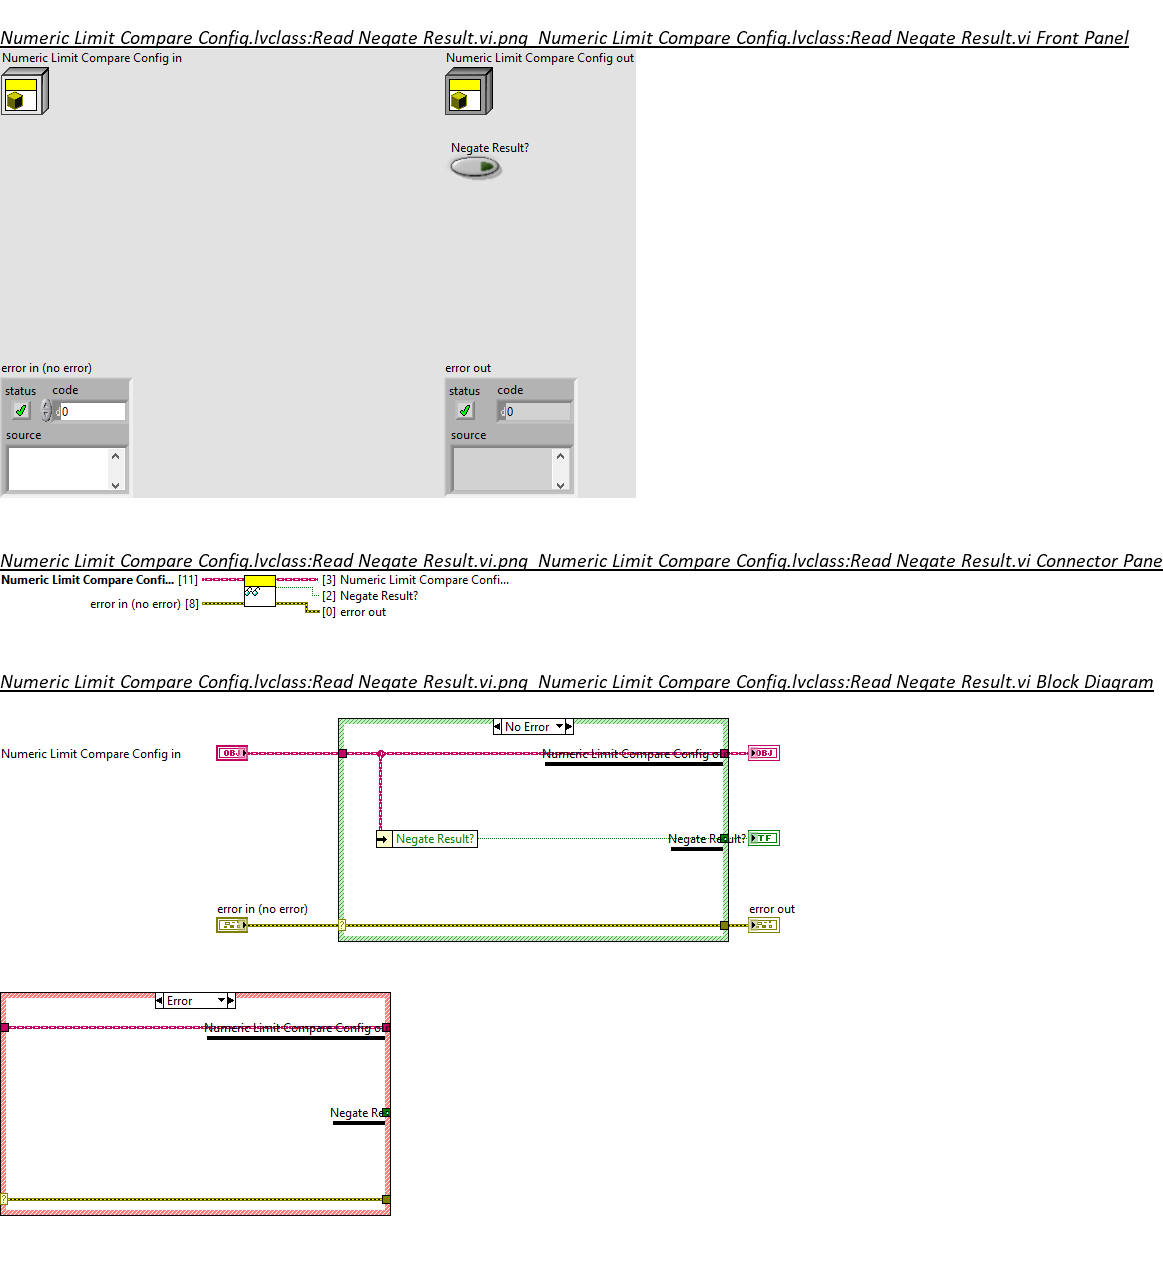 Numeric Limit Compare Config.lvclass:Read Negate Result.vi.png Numeric Limit Compare Config.lvclass:Read Negate Result.vi Front Panel
Numeric Limit Compare Config in
Numeric Limit Compare Config out
Negate Result?
error in (no error)
error out
status code
status code
0
0
source
source
Numeric Limit Compare Config.lvclass:Read Negate Result.vi.png Numeric Limit Compare Config.lvclass:Read Negate Result.vi Connector Pane
Numeric Limit Compare Confi... [11]
[3] Numeric Limit Compare Confi...
[2] Negate Result?
error in (no error) [8]
[0] error out
Numeric Limit Compare Config.lvclass:Read Negate Result.vi.png Numeric Limit Compare Config.lvclass:Read Negate Result.vi Block Diagram
No Error
Numeric Limit Compare Config in
OBJ
Numeric Limit Compare Config out
OBJ
Negate Result?
Negate Result?
TF
error in (no error)
error out
?
Error
Numeric Limit Compare Config o
Negate Re
?